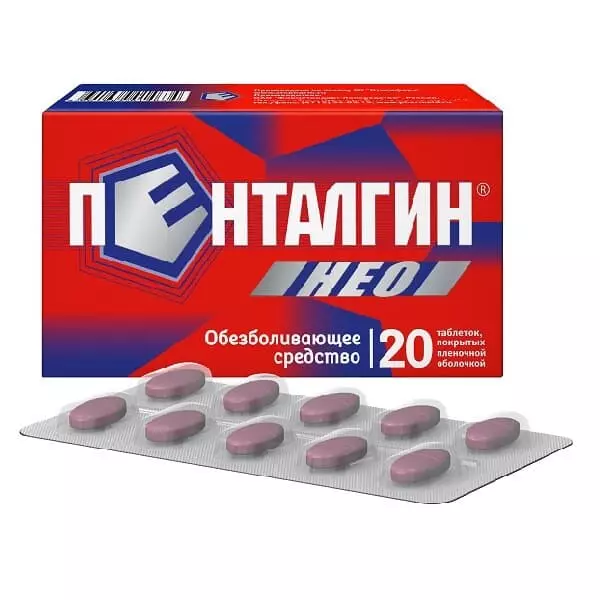 ПЕНТАЛГИН®
НЕО
Обезболивающее
средство
20
таблеток,
покрытых
пленочной
оболочкой